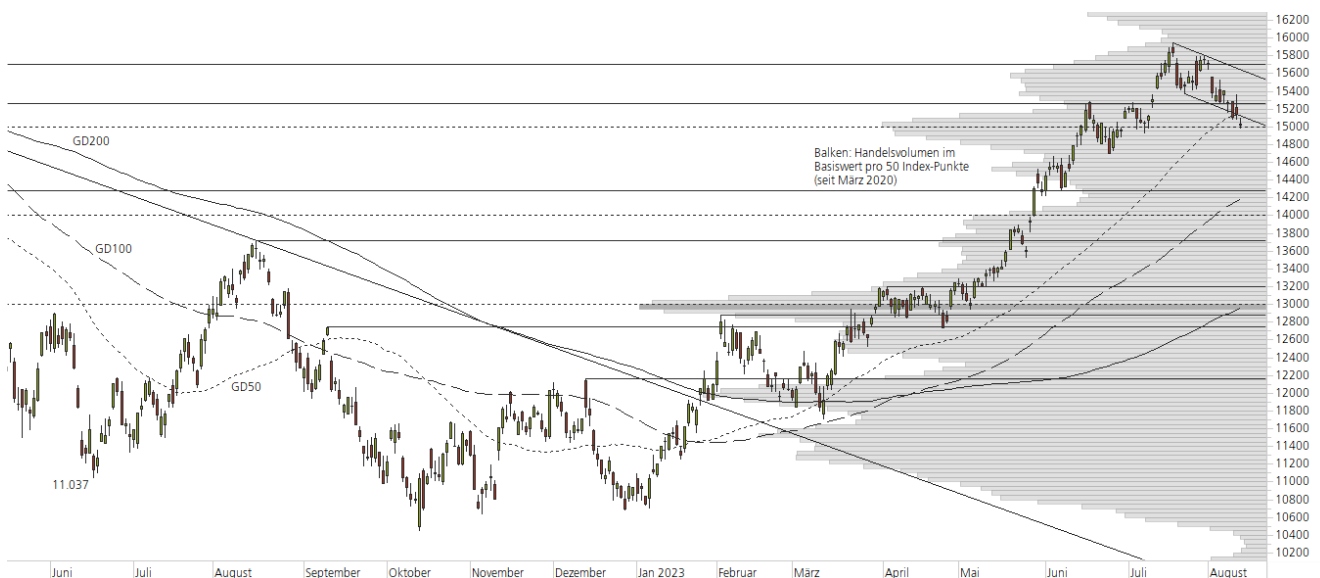 16200
16000
15800
15600
15400
15200
15000
14800
14600
14400
14200
14000
13800
13600
13400
13200
13000
12800
12600
12400
12200
12000
11800
11600
11400
11200
11000
10800
10600
10400
10200
GD200
Balken: Handelsvolumen im
Basiswert pro 50 Index-Punkte
(seit März 2020)
GD100
GD50
11.037
Juni
Juli
August
September
Oktober
November
Dezember
Jan 2023
Februar
März
April
Mai
Juni
Juli
August